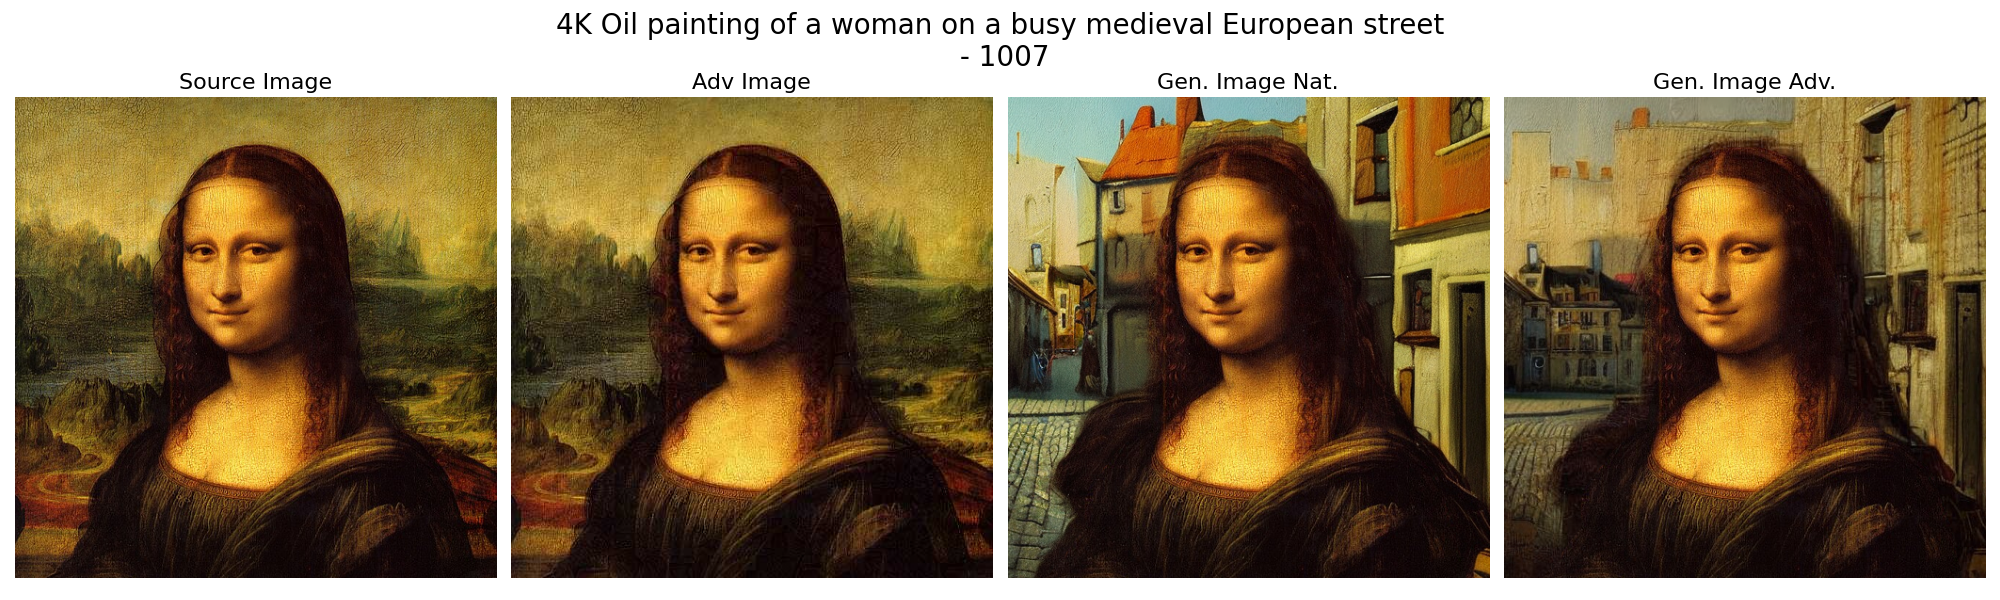 4K Oil painting of a woman on a busy medieval European street
- 1007
Source Image
Adv Image
Gen. Image Nat.
Gen. Image Adv.